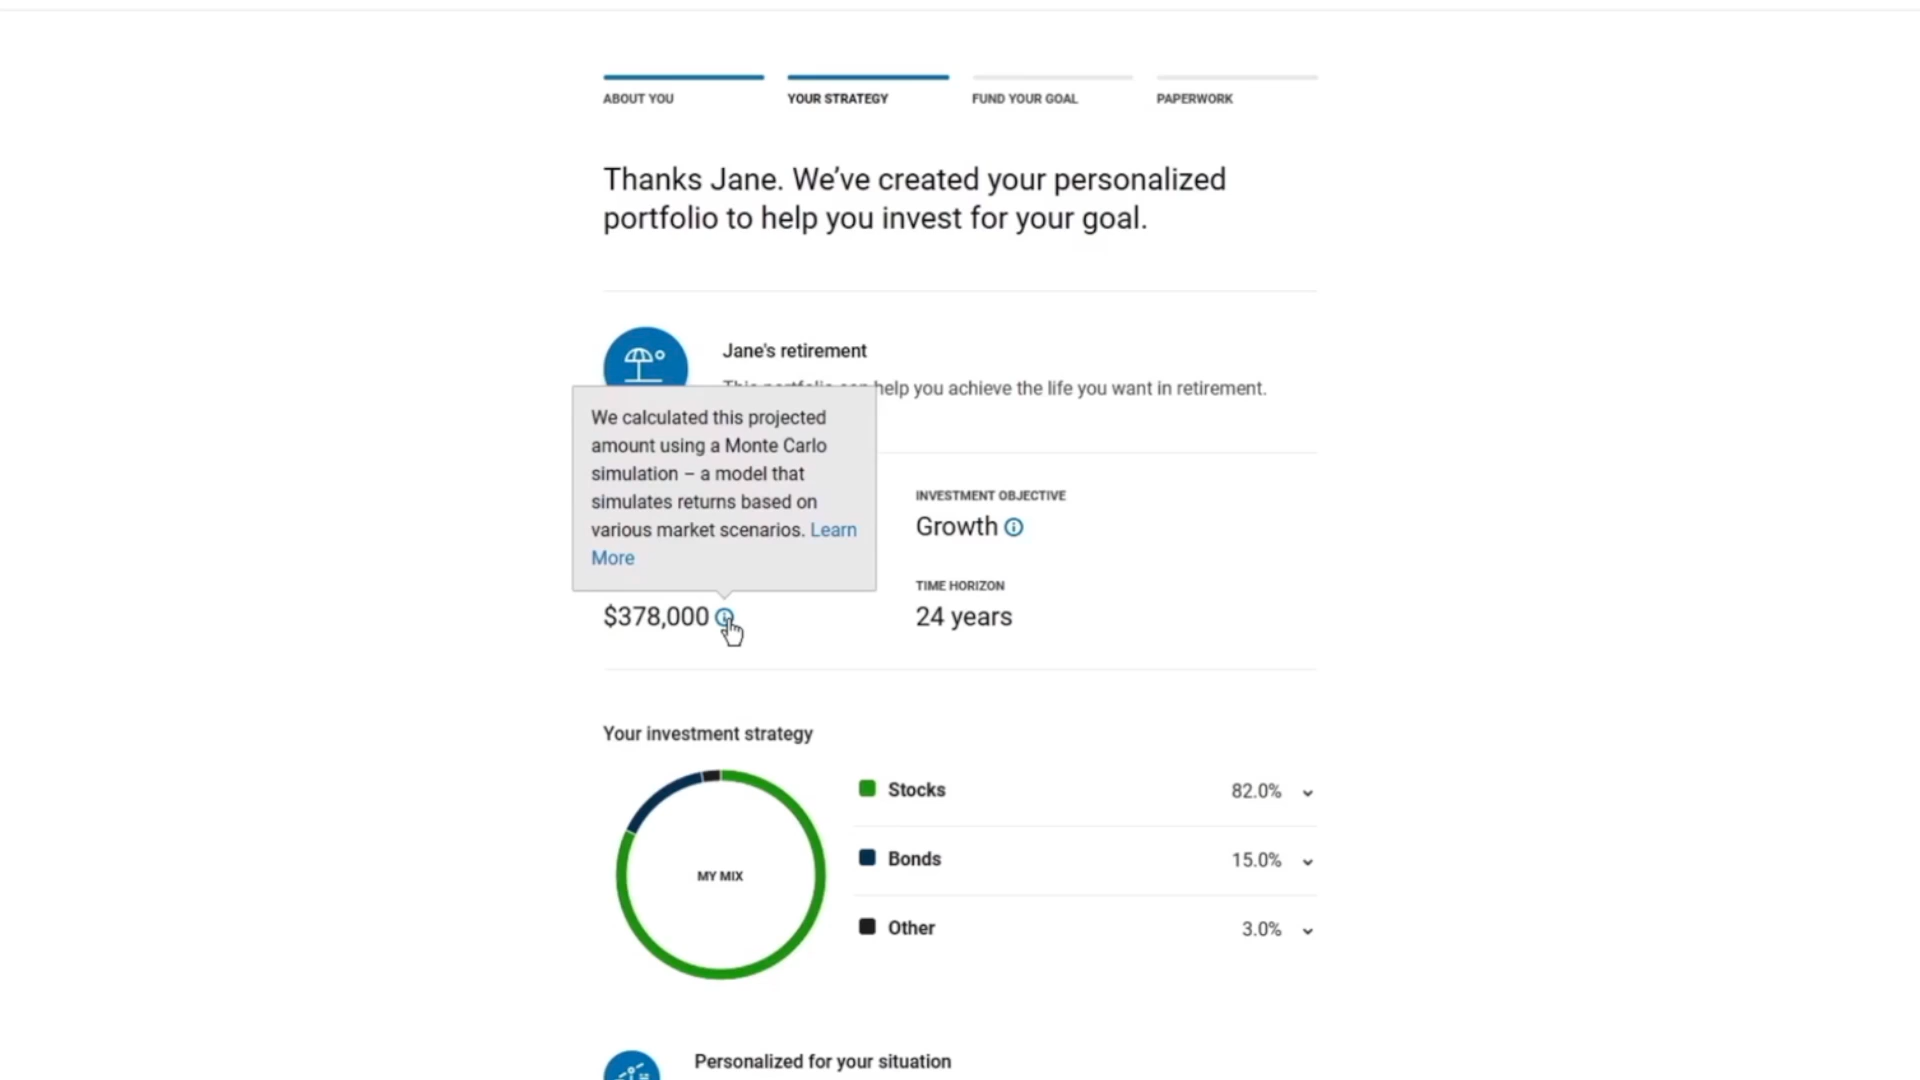 ABOUT YOU
YOUR STRATEGY
FUND YOUR GOAL
PAPERWORK
Thanks Jane. We’ve created your personalized
portfolio to help you invest for your goal.
Jane's retirement
help you achieve the life you want in retirement.
We calculated this projected
amount using a Monte Carlo
simulation – a model that
simulates returns based on
various market scenarios. Learn
More
INVESTMENT OBJECTIVE
Growth
$378,000
TIME HORIZON
24 years
Your investment strategy
MY MIX
Stocks 82.0%
Bonds 15.0%
Other 3.0%
Personalized for your situation